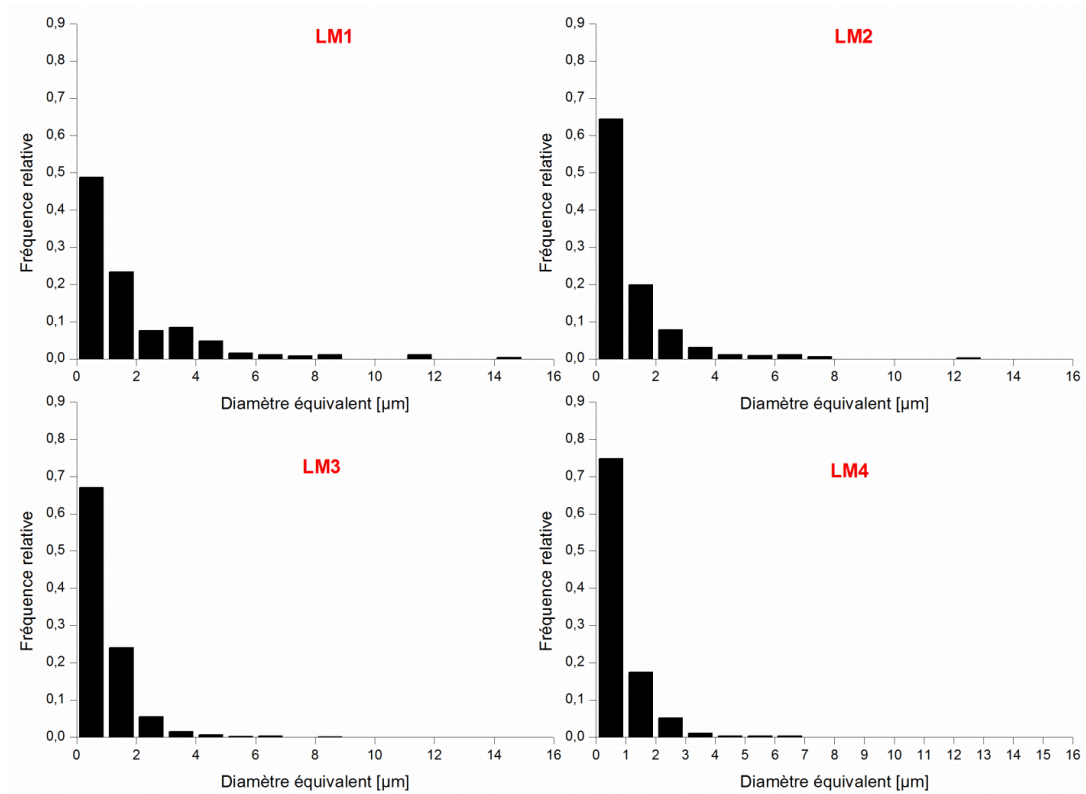 LM1
Fréquence relative
0,9
0,8
0,7
0,6
0,5
0,4
0,3
0,2
0,1
0,0
0 2 4 6 8 10 12 14 16
Diamètre équivalent [µm]
LM2
Fréquence relative
0,9
0,8
0,7
0,6
0,5
0,4
0,3
0,2
0,1
0,0
0 2 4 6 8 10 12 14 16
Diamètre équivalent [µm]
LM3
Fréquence relative
0,9
0,8
0,7
0,6
0,5
0,4
0,3
0,2
0,1
0,0
0 2 4 6 8 10 12 14 16
Diamètre équivalent [µm]
LM4
Fréquence relative
0,9
0,8
0,7
0,6
0,5
0,4
0,3
0,2
0,1
0,0
0 1 2 3 4 5 6 7 8 9 10 11 12 13 14 15 16
Diamètre équivalent [µm]